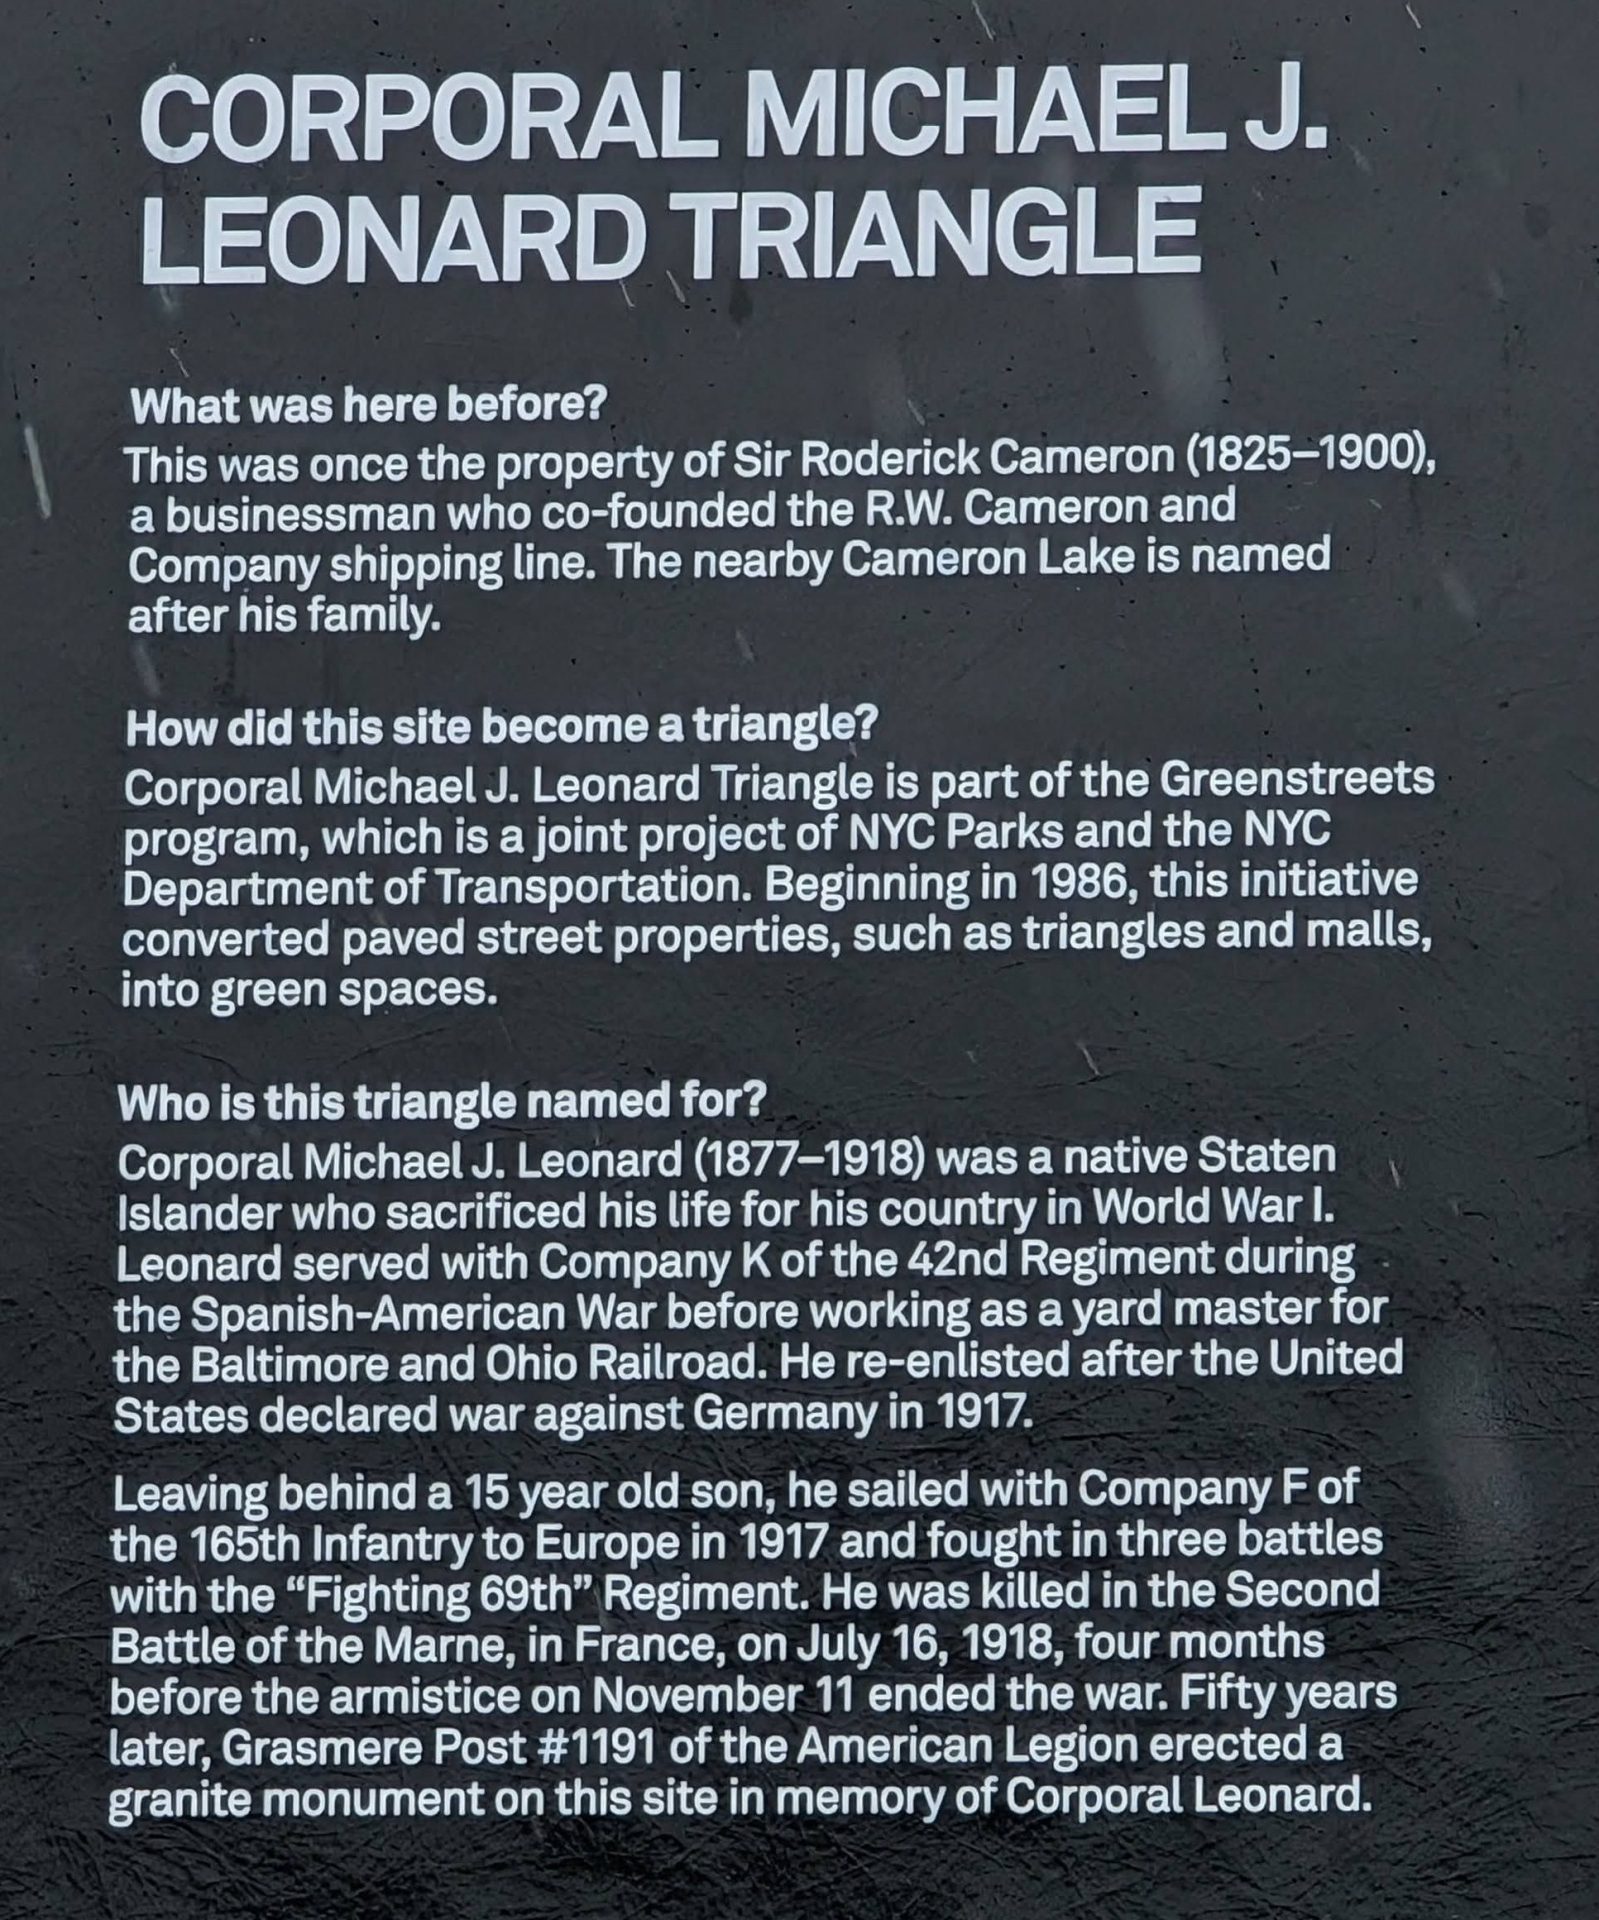 CORPORAL MICHAEL J.
LEONARD TRIANGLE
What was here before?
This was once the property of Sir Roderick Cameron (1825–1900),
a businessman who co-founded the R.W. Cameron and
Company shipping line. The nearby Cameron Lake is named
after his family.
How did this site become a triangle?
Corporal Michael J. Leonard Triangle is part of the Greenstreets
program, which is a joint project of NYC Parks and the NYC
Department of Transportation. Beginning in 1986, this initiative
converted paved street properties, such as triangles and malls,
into green spaces.
Who is this triangle named for?
Corporal Michael J. Leonard (1877–1918) was a native Staten
Islander who sacrificed his life for his country in World War I.
Leonard served with Company K of the 42nd Regiment during
the Spanish-American War before working as a yard master for
the Baltimore and Ohio Railroad. He re-enlisted after the United
States declared war against Germany in 1917.
Leaving behind a 15 year old son, he sailed with Company F of
the 165th Infantry to Europe in 1917 and fought in three battles
with the “Fighting 69th” Regiment. He was killed in the Second
Battle of the Marne, in France, on July 16, 1918, four months
before the armistice on November 11 ended the war. Fifty years
later, Grasmere Post #1191 of the American Legion erected a
granite monument on this site in memory of Corporal Leonard.